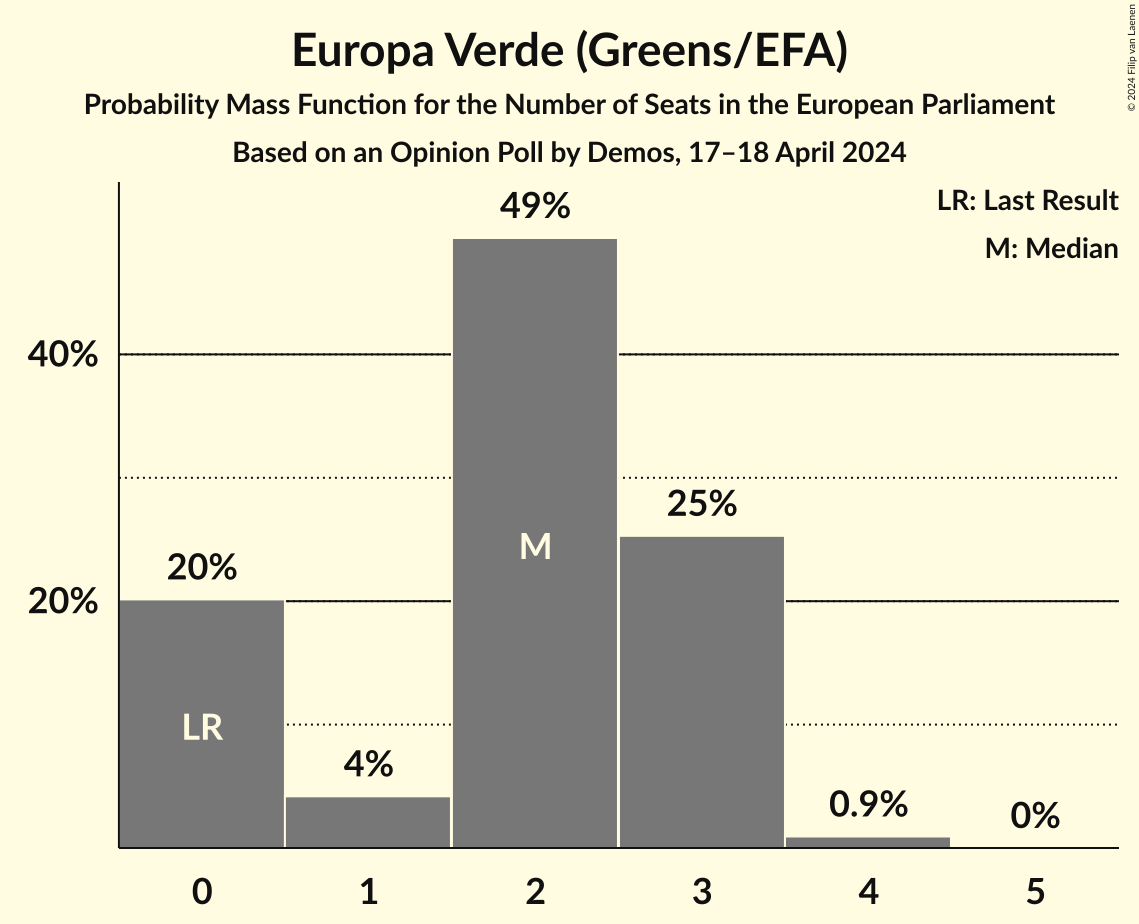 Europa Verde (Greens/EFA)
Probability Mass Function for the Number of Seats in the European Parliament
Based on an Opinion Poll by Demos, 17–18 April 2024
© 2024 Filip van Laenen
LR: Last Result
M: Median
49%
40%
25%
M
20%
20%
LR
4%
0.9%
0%
0 1 2 3 4 5